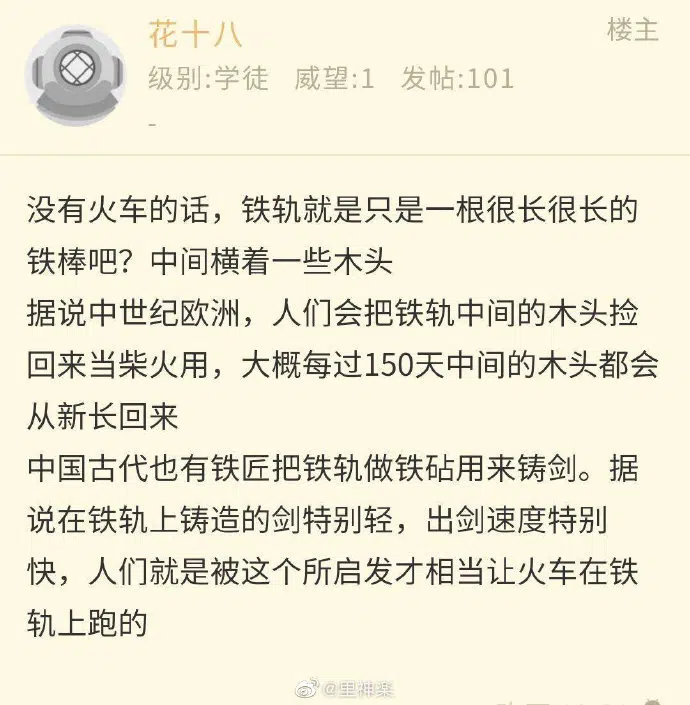 花十八
楼主
级别:学徒 威望:1 发帖:101
-
没有火车的话，铁轨就是只是一根很长很长的
铁棒吧？中间横着一些木头
据说中世纪欧洲，人们会把铁轨中间的木头捡
回来当柴火用，大概每过150天中间的木头都会
从新长回来
中国古代也有铁匠把铁轨做铁砧用来铸剑。据
说在铁轨上铸造的剑特别轻，出剑速度特别
快，人们就是被这个所启发才相当让火车在铁
轨上跑的
@里神楽